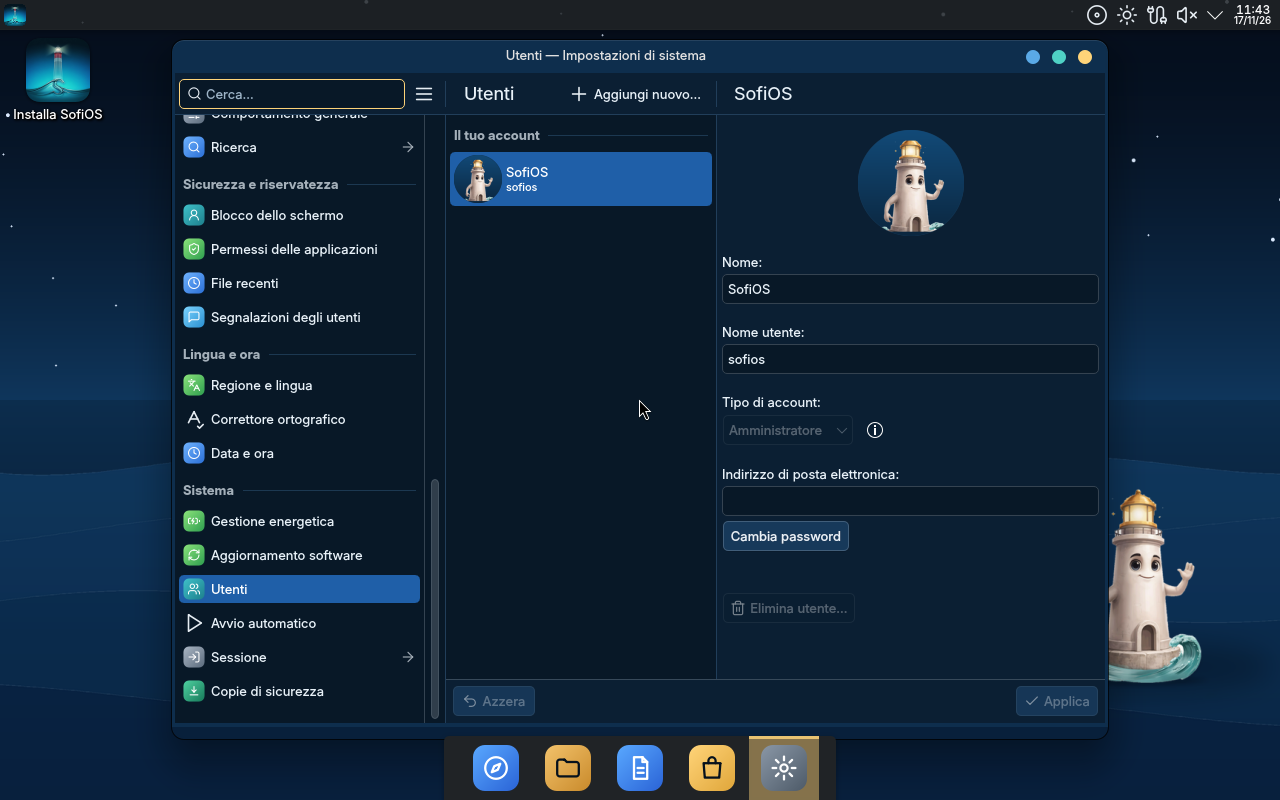 11:43
17/11/26
Installa SofiOS
Utenti — Impostazioni di sistema
Cerca...
Utenti
Aggiungi nuovo...
SofiOS
Comportamento generale
Ricerca
Sicurezza e riservatezza
Blocco dello schermo
Permessi delle applicazioni
File recenti
Segnalazioni degli utenti
Lingua e ora
Regione e lingua
Correttore ortografico
Data e ora
Sistema
Gestione energetica
Aggiornamento software
Utenti
Avvio automatico
Sessione
Copie di sicurezza
Il tuo account
SofiOS
sofios
Nome:
SofiOS
Nome utente:
sofios
Tipo di account:
Amministratore
Indirizzo di posta elettronica:
Cambia password
Elimina utente...
Azzera
Applica